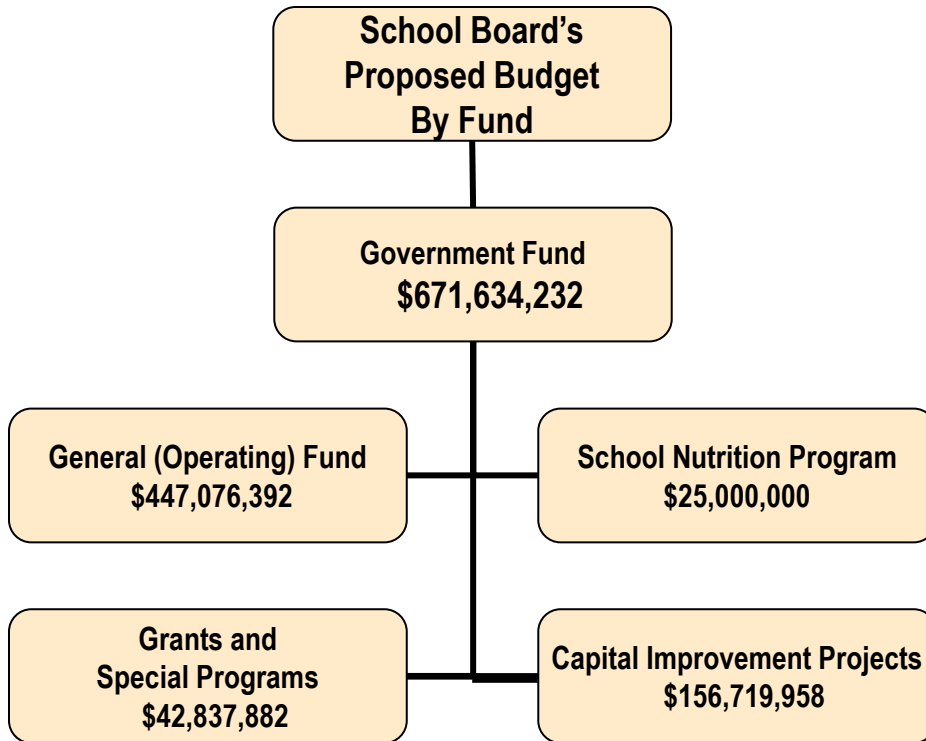 School Board's
Proposed Budget
By Fund
Government Fund
$671,634,232
General (Operating) Fund
$447,076,392
School Nutrition Program
$25,000,000
Grants and
Special Programs
$42,837,882
Capital Improvement Projects
$156,719,958